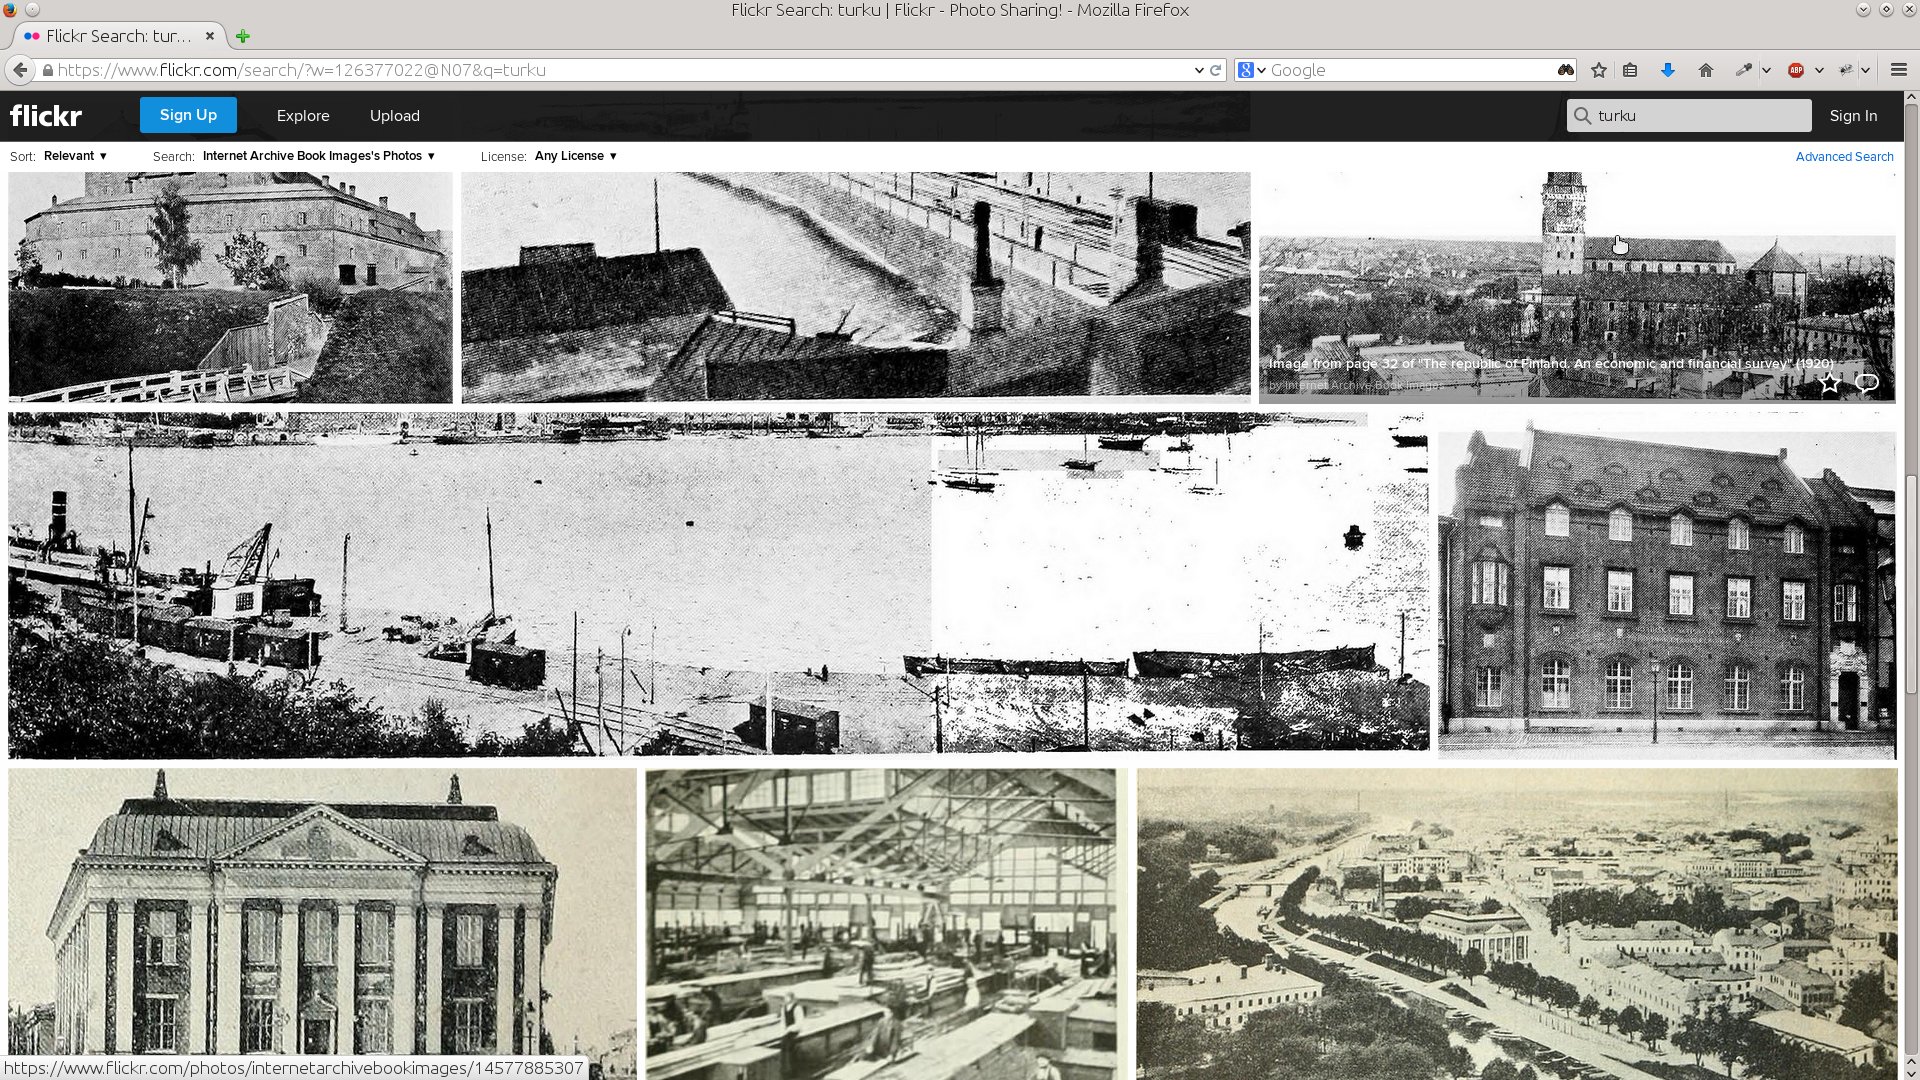 Flickr Search: turku | Flickr - Photo Sharing! - Mozilla Firefox
Flickr Search: tur...
https://www.flickr.com/search/?w=126377022@N07&q=turku
Google
ABP
flickr
Sign Up
Explore
Upload
turku
Sign In
Sort: Relevant ▼
Search: Internet Archive Book Images's Photos ▼
License: Any License ▼
Advanced Search
Image from page 32 of "The republic of Finland. An economic and financial survey" (1920)
by Internet Archive Book Images
https://www.flickr.com/photos/internetarchivebookimages/14577885307